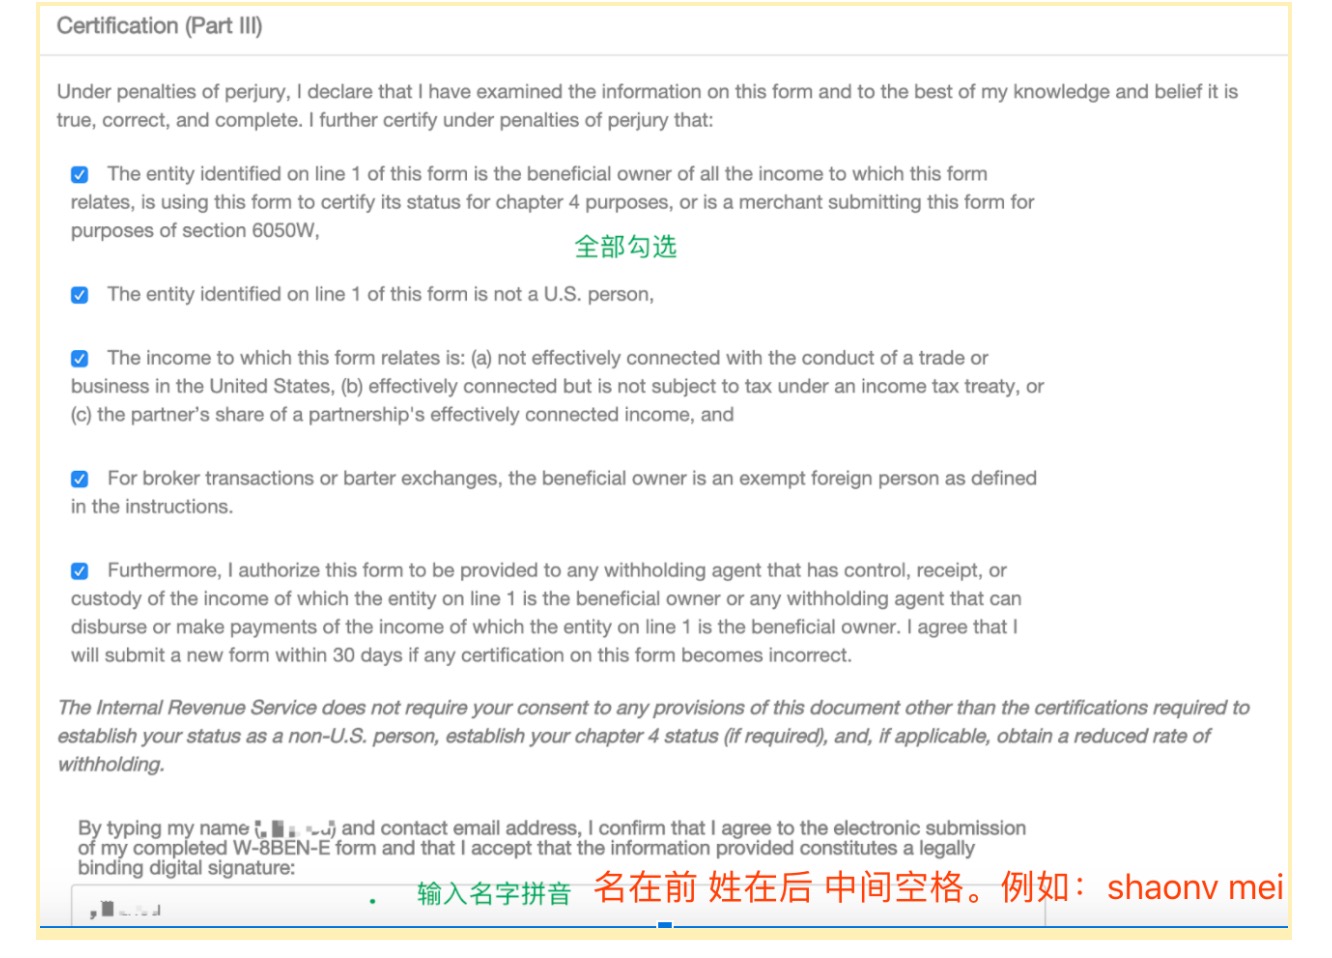 Certification (Part III)
Under penalties of perjury, I declare that I have examined the information on this form and to the best of my knowledge and belief it is
true, correct, and complete. I further certify under penalties of perjury that:
The entity identified on line 1 of this form is the beneficial owner of all the income to which this form
relates, is using this form to certify its status for chapter 4 purposes, or is a merchant submitting this form for
purposes of section 6050W,
全部勾选
The entity identified on line 1 of this form is not a U.S. person,
The income to which this form relates is: (a) not effectively connected with the conduct of a trade or
business in the United States, (b) effectively connected but is not subject to tax under an income tax treaty, or
(c) the partner's share of a partnership's effectively connected income, and
For broker transactions or barter exchanges, the beneficial owner is an exempt foreign person as defined
in the instructions.
Furthermore, I authorize this form to be provided to any withholding agent that has control, receipt, or
custody of the income of which the entity on line 1 is the beneficial owner or any withholding agent that can
disburse or make payments of the income of which the entity on line 1 is the beneficial owner. I agree that I
will submit a new form within 30 days if any certification on this form becomes incorrect.
The Internal Revenue Service does not require your consent to any provisions of this document other than the certifications required to
establish your status as a non-U.S. person, establish your chapter 4 status (if required), and, if applicable, obtain a reduced rate of
withholding.
By typing my name and contact email address, I confirm that I agree to the electronic submission
of my completed W-8BEN-E form and that I accept that the information provided constitutes a legally
binding digital signature:
输入名字拼音 名在前 姓在后 中间空格。例如：shaonv mei